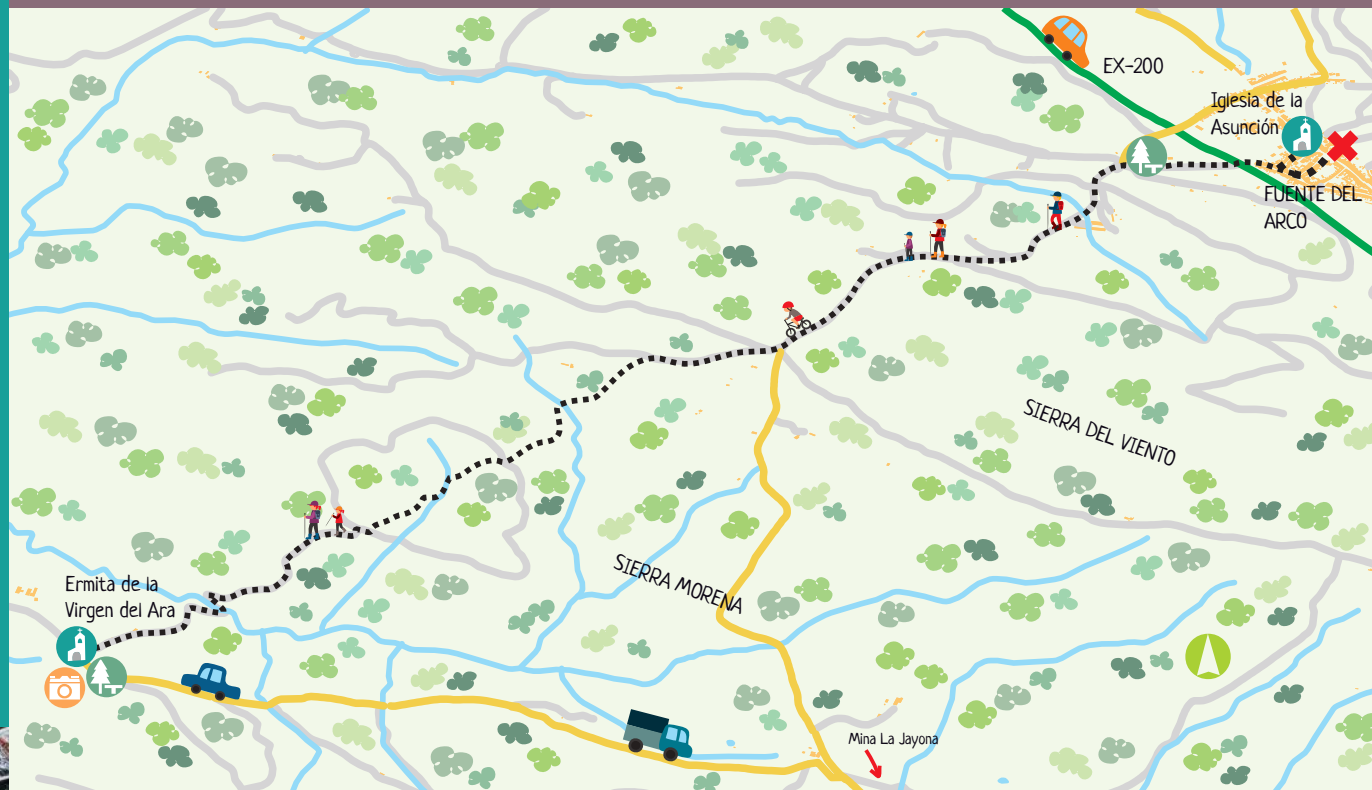 EX-200
Iglesia de la
Asunción
FUENTE DEL
ARCO
SIERRA DEL VIENTO
SIERRA MORENA
Ermita de la
Virgen del Ara
Mina La Jayona